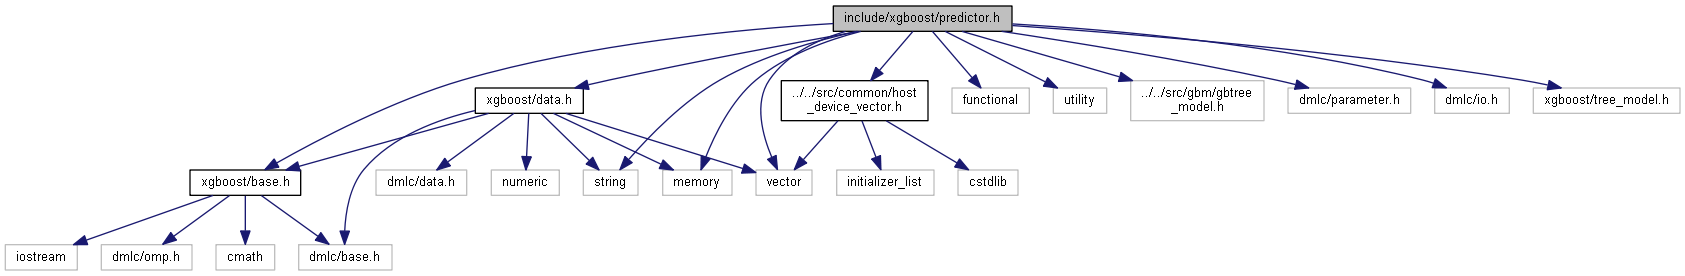 include/xgboost/predictor.h
xgboost/data.h
../../src/common/host
_device_vector.h
functional
utility
../../src/gbm/gbtree
_model.h
dmlc/parameter.h
dmlc/io.h
xgboost/tree_model.h
xgboost/base.h
dmlc/data.h
numeric
string
memory
vector
initializer_list
cstdlib
iostream
dmlc/omp.h
cmath
dmlc/base.h